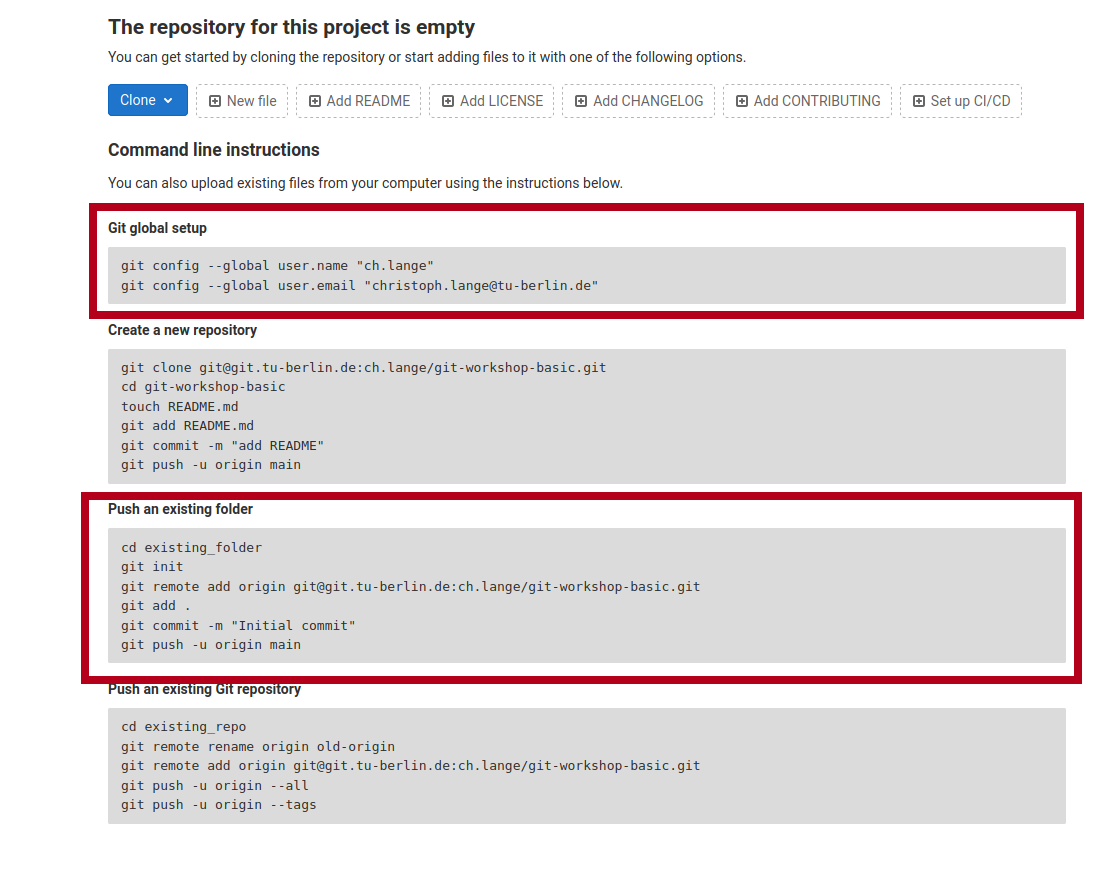 The repository for this project is empty
You can get started by cloning the repository or start adding files to it with one of the following options.
Clone New file Add README Add LICENSE Add CHANGELOG Add CONTRIBUTING Set up CI/CD
Command line instructions
You can also upload existing files from your computer using the instructions below.
Git global setup
git config --global user.name "ch.lange"
git config --global user.email "christoph.lange@tu-berlin.de"
Create a new repository
git clone git@git.tu-berlin.de:ch.lange/git-workshop-basic.git
cd git-workshop-basic
touch README.md
git add README.md
git commit -m "add README"
git push -u origin main
Push an existing folder
cd existing_folder
git init
git remote add origin git@git.tu-berlin.de:ch.lange/git-workshop-basic.git
git add .
git commit -m "Initial commit"
git push -u origin main
Push an existing Git repository
cd existing_repo
git remote rename origin old-origin
git remote add origin git@git.tu-berlin.de:ch.lange/git-workshop-basic.git
git push -u origin --all
git push -u origin --tags